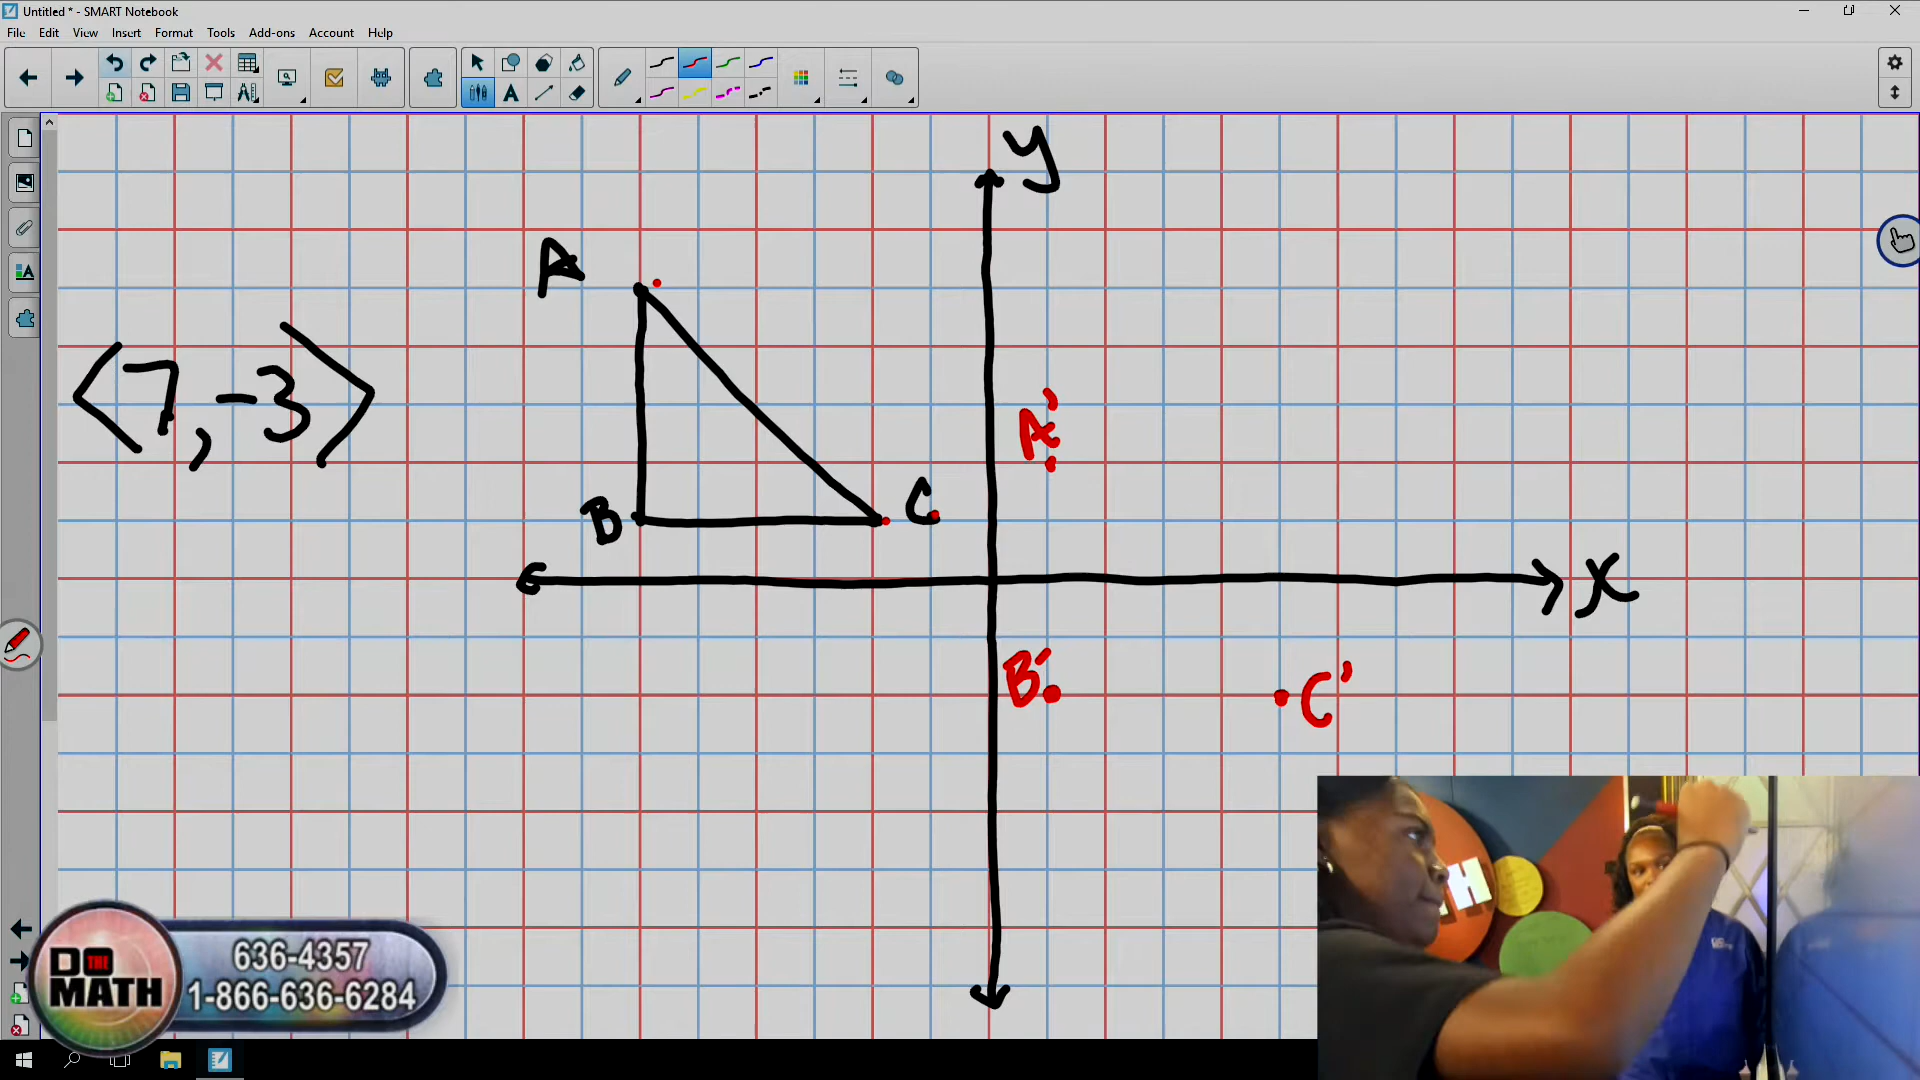 Untitled * - SMART Notebook
File Edit View Insert Format Tools Add-ons Account Help
y
A
<7, -3>
A'
B
C
x
B'
C'
DO THE MATH
636-4357
1-866-636-6284